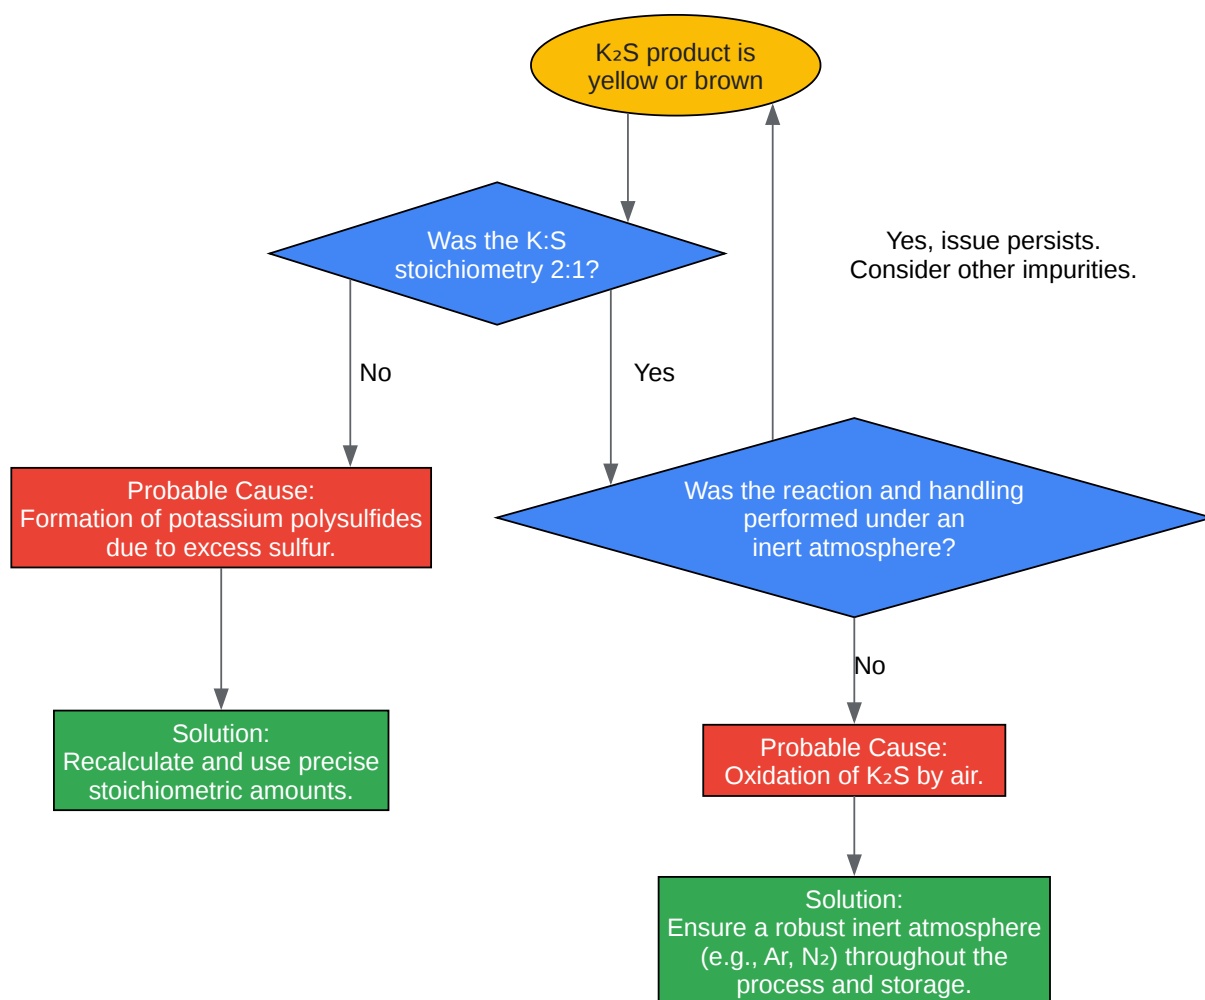 K₂S product is
yellow or brown
Was the K:S
stoichiometry 2:1?
Yes, issue persists.
Consider other impurities.
No
Yes
Probable Cause:
Formation of potassium polysulfides
due to excess sulfur.
Was the reaction and handling
performed under an
inert atmosphere?
No
Solution:
Recalculate and use precise
stoichiometric amounts.
Probable Cause:
Oxidation of K₂S by air.
Solution:
Ensure a robust inert atmosphere
(e.g., Ar, N₂) throughout the
process and storage.